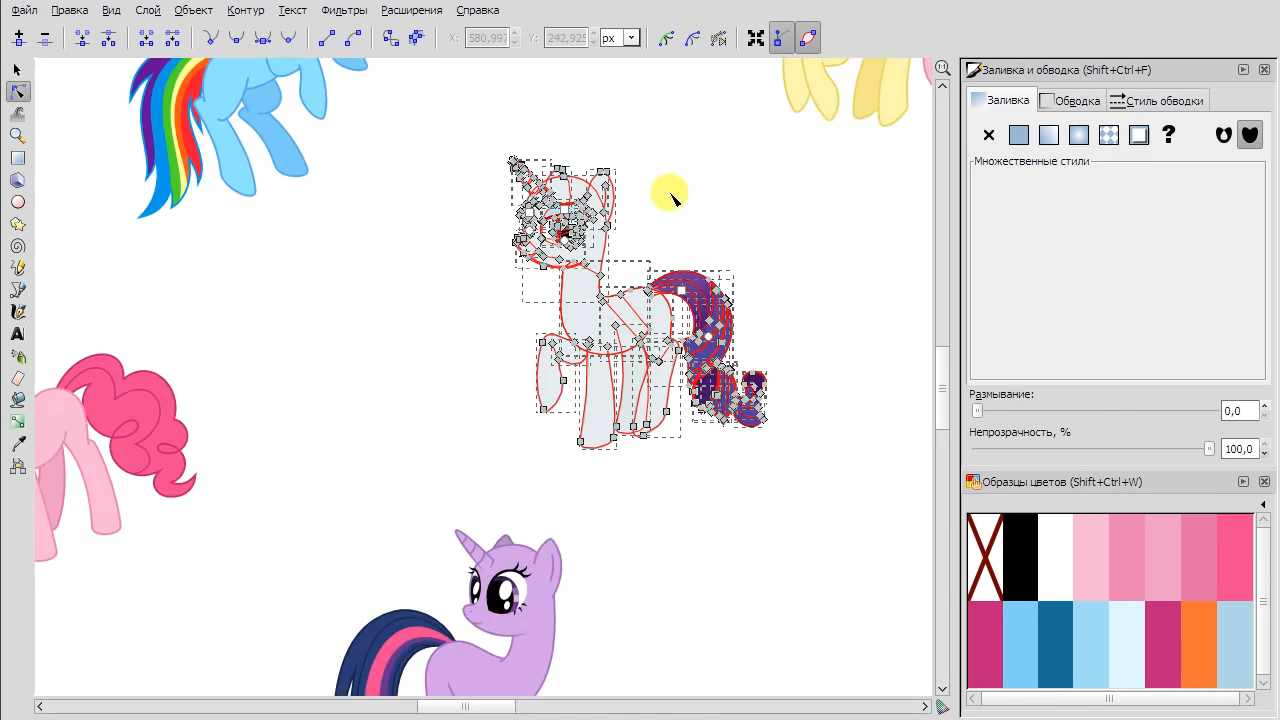 Файл Правка Вид Слой Объект Контур Текст Фильтры Расширения Справка
X: 580,997 Y: 242,925 px
Заливка и обводка (Shift+Ctrl+F)
Заливка Обводка Стиль обводки
?
Множественные стили
Размывание:
0,0
Непрозрачность, %
100,0
Образцы цветов (Shift+Ctrl+W)
A